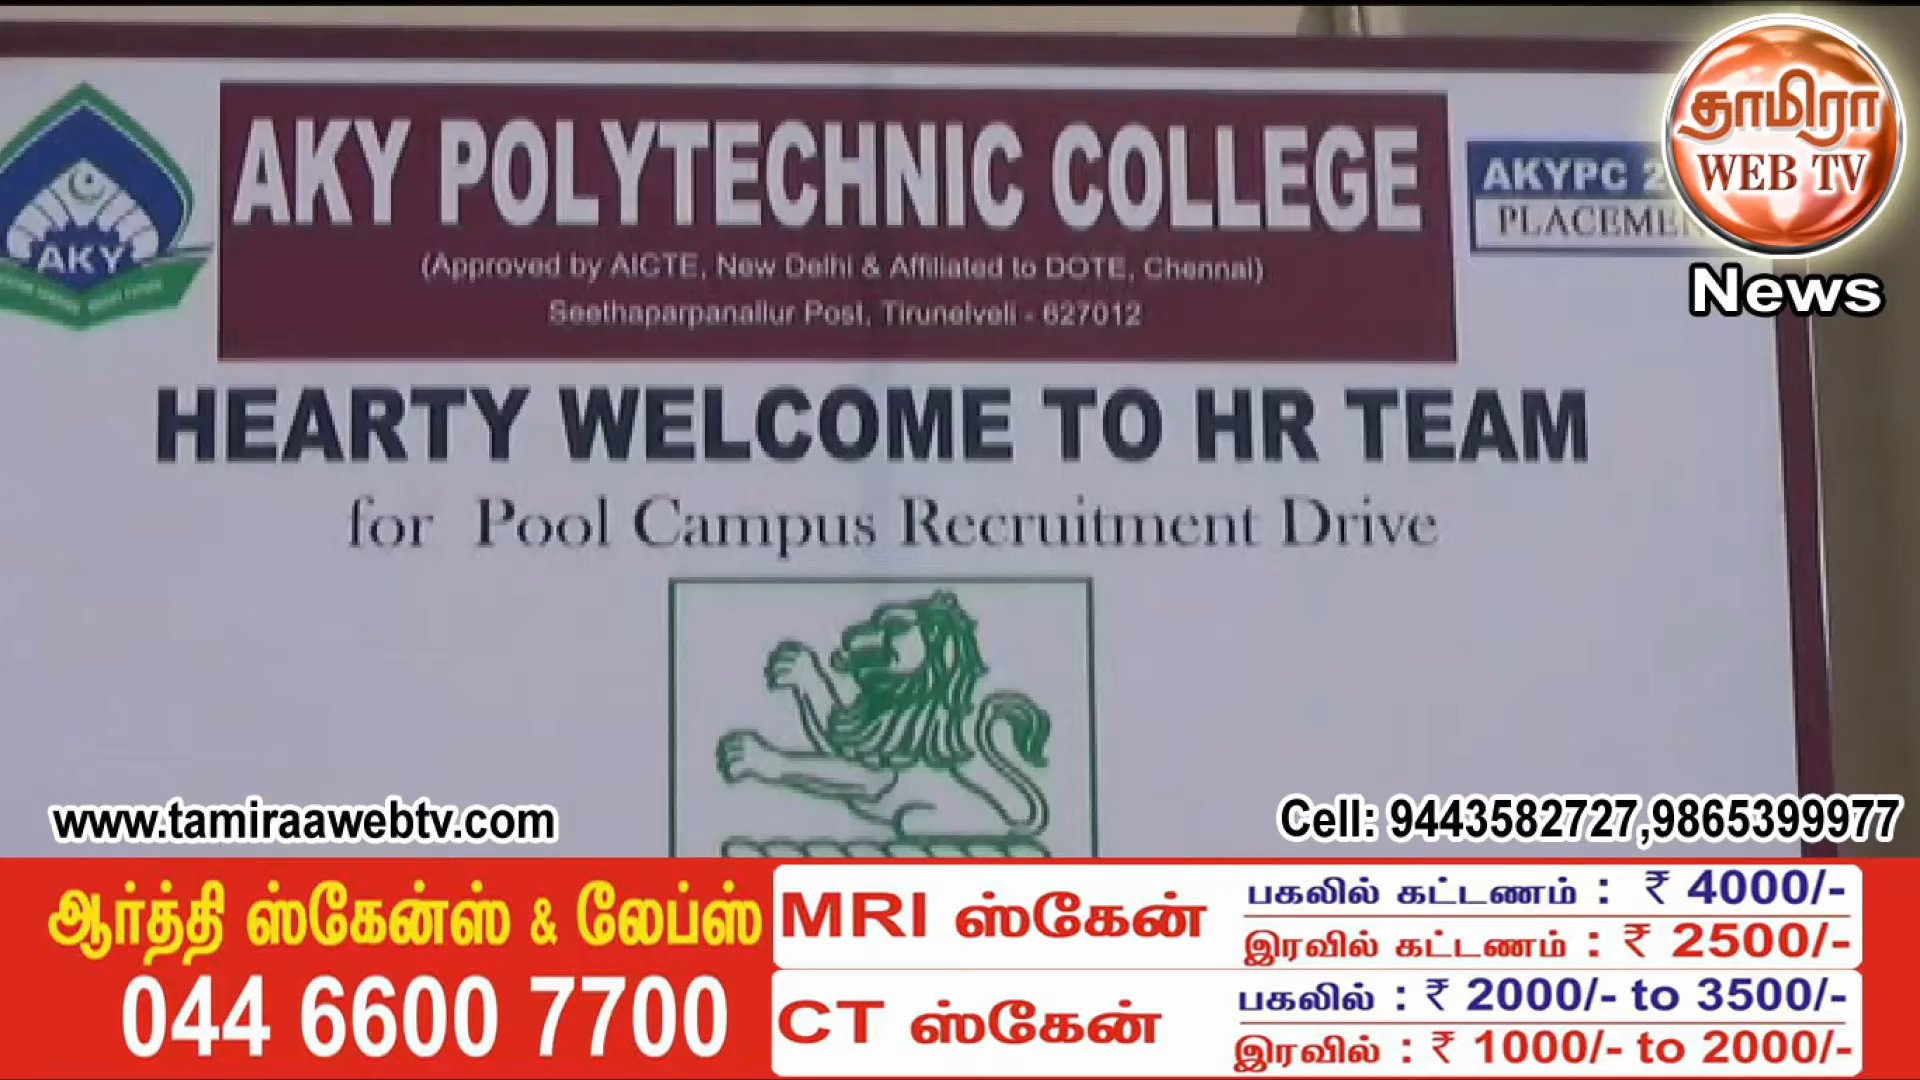 AKY POLYTECHNIC COLLEGE
(Approved by AICTE, New Delhi & Affiliated to DOTE, Chennai)
Seethaparpanallur Post, Tirunelveli - 627012
AKY
AKYPC
தாமிரா
WEB TV
News
HEARTY WELCOME TO HR TEAM
for Pool Campus Recruitment Drive
www.tamiraawebtv.com
Cell: 9443582727,9865399977
ஆர்த்தி ஸ்கேன்ஸ் & லேப்ஸ்
044 6600 7700
MRI ஸ்கேன்
பகலில் கட்டணம் : ₹ 4000/-
இரவில் கட்டணம் : ₹ 2500/-
CT ஸ்கேன்
பகலில் : ₹ 2000/- to 3500/-
இரவில் : ₹ 1000/- to 2000/-